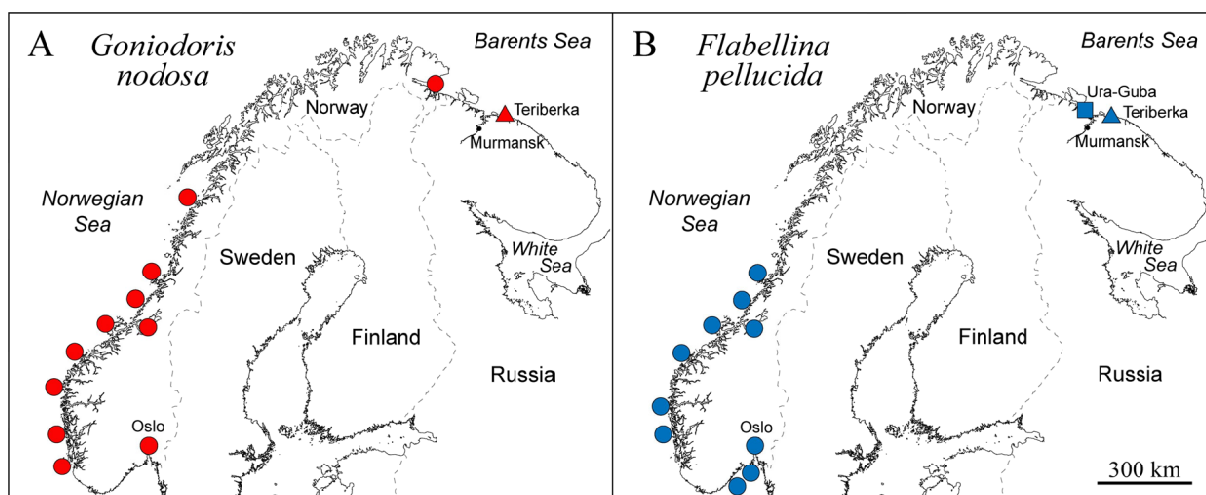 A
Goniodoris
nodosa
Barents Sea
Norway
Teriberka
Murmansk
Norwegian
Sea
White
Sea
Sweden
Finland
Russia
Oslo
B
Flabellina
pellucida
Barents Sea
Ura-Guba
Norway
Teriberka
Murmansk
Norwegian
Sea
White
Sea
Sweden
Finland
Russia
Oslo
300 km